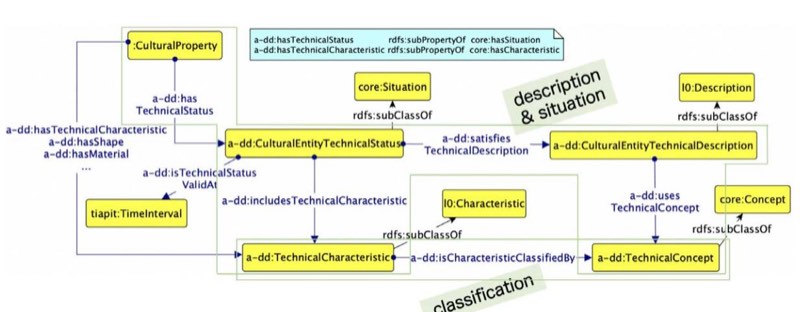 :CulturalProperty
a-dd:hasTechnicalStatus rdfs:subPropertyOf core:hasSituation
a-dd:hasTechnicalCharacteristic rdfs:subPropertyOf core:hasCharacteristic
core:Situation
description
& situation
l0:Description
a-dd:has
TechnicalStatus
rdfs:subClassOf
rdfs:subClassOf
a-dd:hasTechnicalCharacteristic
a-dd:hasShape
a-dd:hasMaterial
...
a-dd:CulturalEntityTechnicalStatus
a-dd:satisfies
TechnicalDescription
a-dd:CulturalEntityTechnicalDescription
a-dd:isTechnicalStatus
ValidAt
a-dd:includesTechnicalCharacteristic
a-dd:uses
TechnicalConcept
core:Concept
tiapit:TimeInterval
l0:Characteristic
rdfs:subClassOf
rdfs:subClassOf
a-dd:TechnicalCharacteristic
a-dd:isCharacteristicClassifiedBy
a-dd:TechnicalConcept
classification